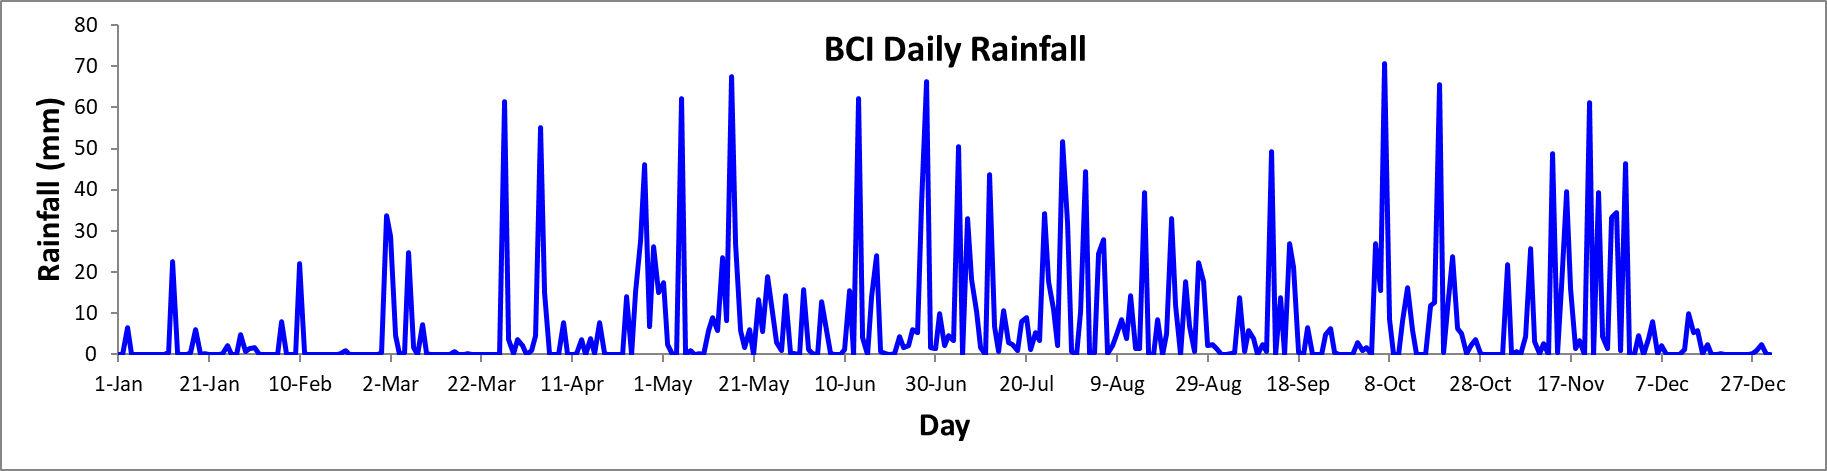 BCI Daily Rainfall
Rainfall (mm)
80
70
60
50
40
30
20
10
0
1-Jan 21-Jan 10-Feb 2-Mar 22-Mar 11-Apr 1-May 21-May 10-Jun 30-Jun 20-Jul 9-Aug 29-Aug 18-Sep 8-Oct 28-Oct 17-Nov 7-Dec 27-Dec
Day